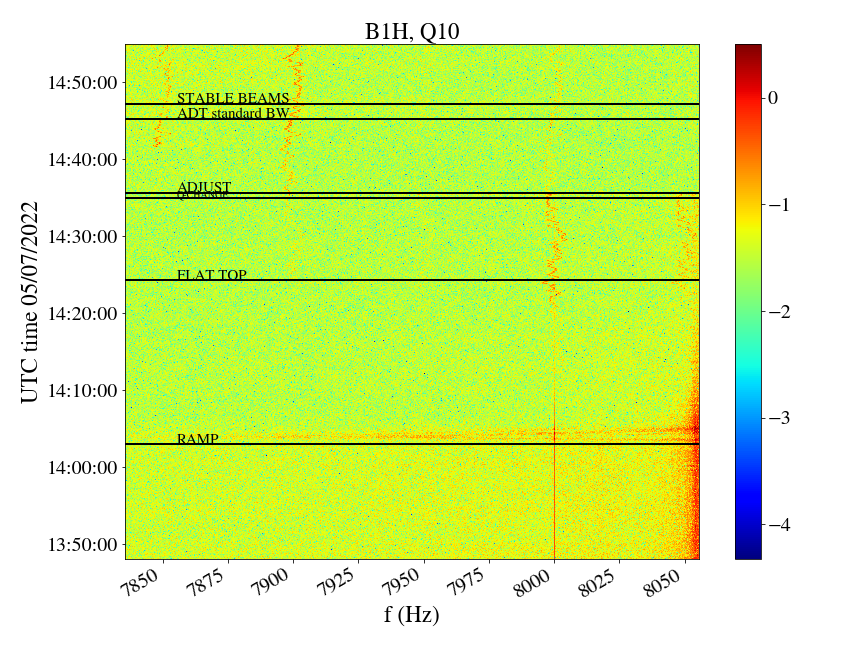 B1H, Q10
14:50:00
14:40:00
14:30:00
14:20:00
14:10:00
14:00:00
13:50:00
UTC time 05/07/2022
STABLE BEAMS
ADT standard BW
ADJUST
QCHANGE
FLAT TOP
RAMP
7850
7875
7900
7925
7950
7975
8000
8025
8050
f (Hz)
0
−1
−2
−3
−4